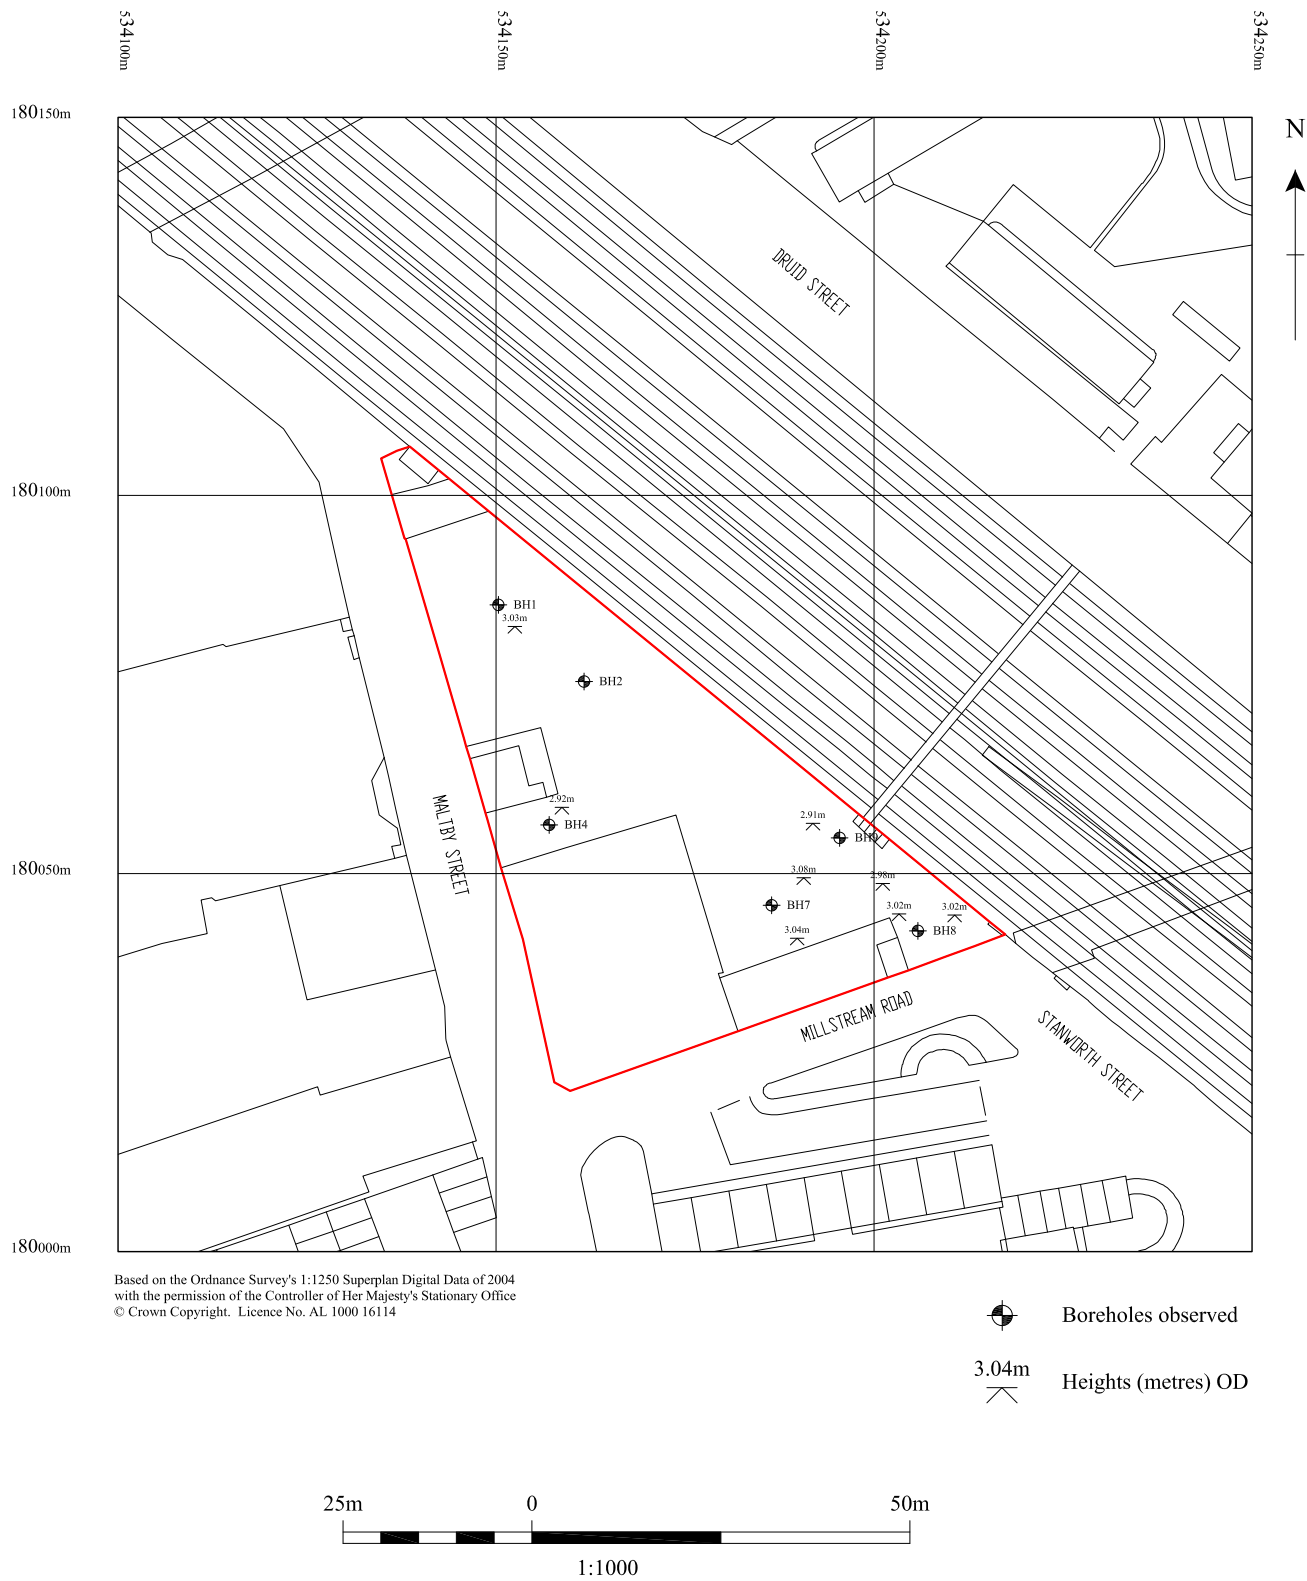 534100m
534150m
534200m
534250m
180150m
N
DRUID STREET
180100m
BH1
3.03m
BH2
MALTBY STREET
2.92m
BH4
2.91m
BH9
180050m
3.08m
2.98m
BH7
3.02m
3.02m
3.04m
BH8
MILLSTREAM ROAD
STANWORTH STREET
180000m
Based on the Ordnance Survey's 1:1250 Superplan Digital Data of 2004
with the permission of the Controller of Her Majesty's Stationary Office
© Crown Copyright. Licence No. AL 1000 16114
Boreholes observed
3.04m
Heights (metres) OD
25m 0 50m
1:1000